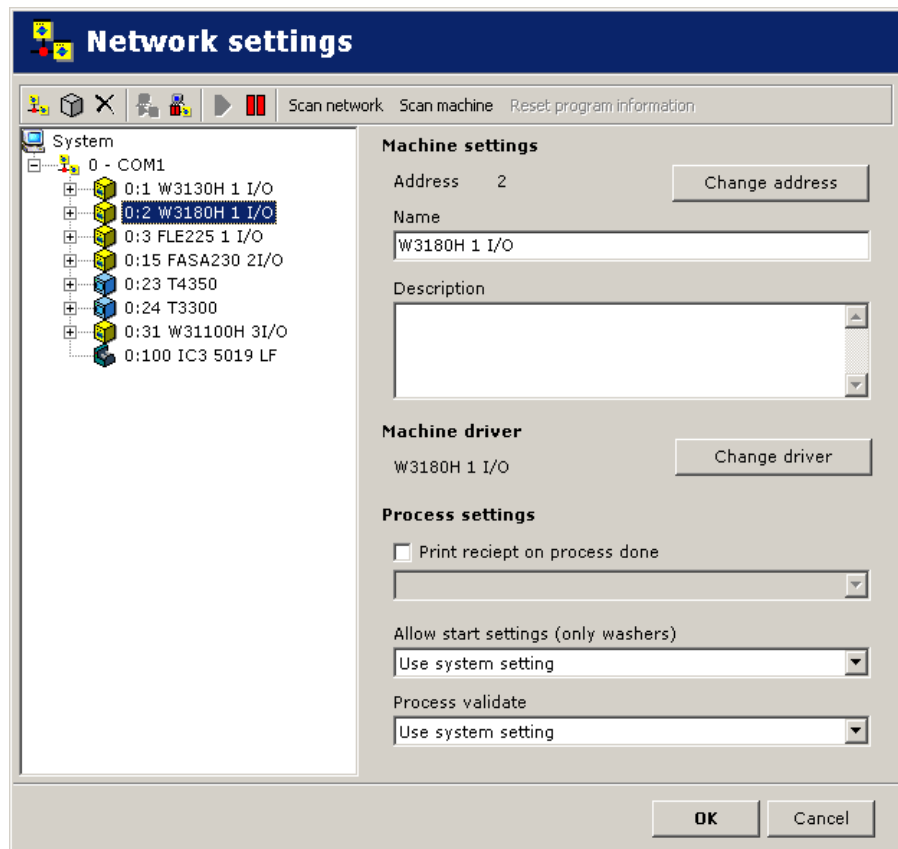 Network settings
Scan network Scan machine Reset program information
System
0 - COM1
0:1 W3130H 1 I/O
0:2 W3180H 1 I/O
0:3 FLE225 1 I/O
0:15 FASA230 2I/O
0:23 T4350
0:24 T3300
0:31 W31100H 3I/O
0:100 IC3 5019 LF
Machine settings
Address 2 Change address
Name
W3180H 1 I/O
Description
Machine driver
W3180H 1 I/O Change driver
Process settings
Print reciept on process done
Allow start settings (only washers)
Use system setting
Process validate
Use system setting
OK Cancel